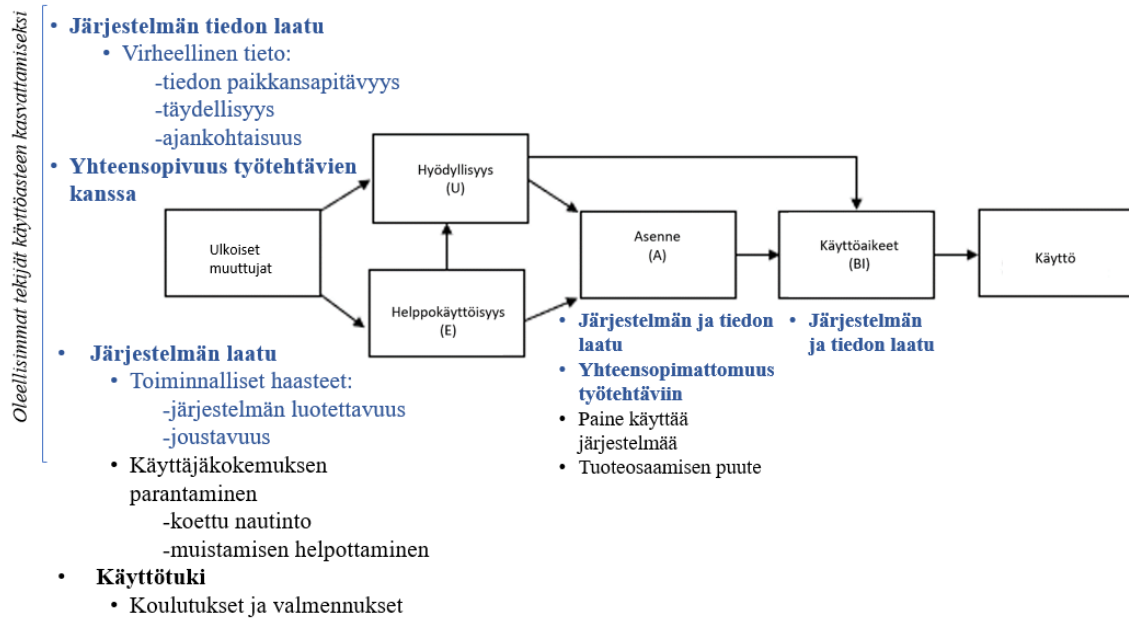 Oleellisimmat tekijät käyttöasteen kasvattamiseksi
• Järjestelmän tiedon laatu
• Virheellinen tieto:
-tiedon paikkansapitävyys
-täydellisyys
-ajankohtaisuus
• Yhteensopivuus työtehtävien
kanssa
Ulkoiset
muuttujat
Hyödyllisyys
(U)
Helppokäyttöisyys
(E)
Asenne
(A)
Käyttöaikeet
(BI)
Käyttö
• Järjestelmän laatu
• Toiminnalliset haasteet:
-järjestelmän luotettavuus
-joustavuus
• Käyttäjäkokemuksen
parantaminen
-koettu nautinto
-muistamisen helpottaminen
• Käyttötuki
• Koulutukset ja valmennukset
• Järjestelmän ja tiedon
laatu
• Yhteensopimattomuus
työtehtäviin
• Paine käyttää
järjestelmää
• Tuoteosaamisen puute
• Järjestelmän
ja tiedon laatu